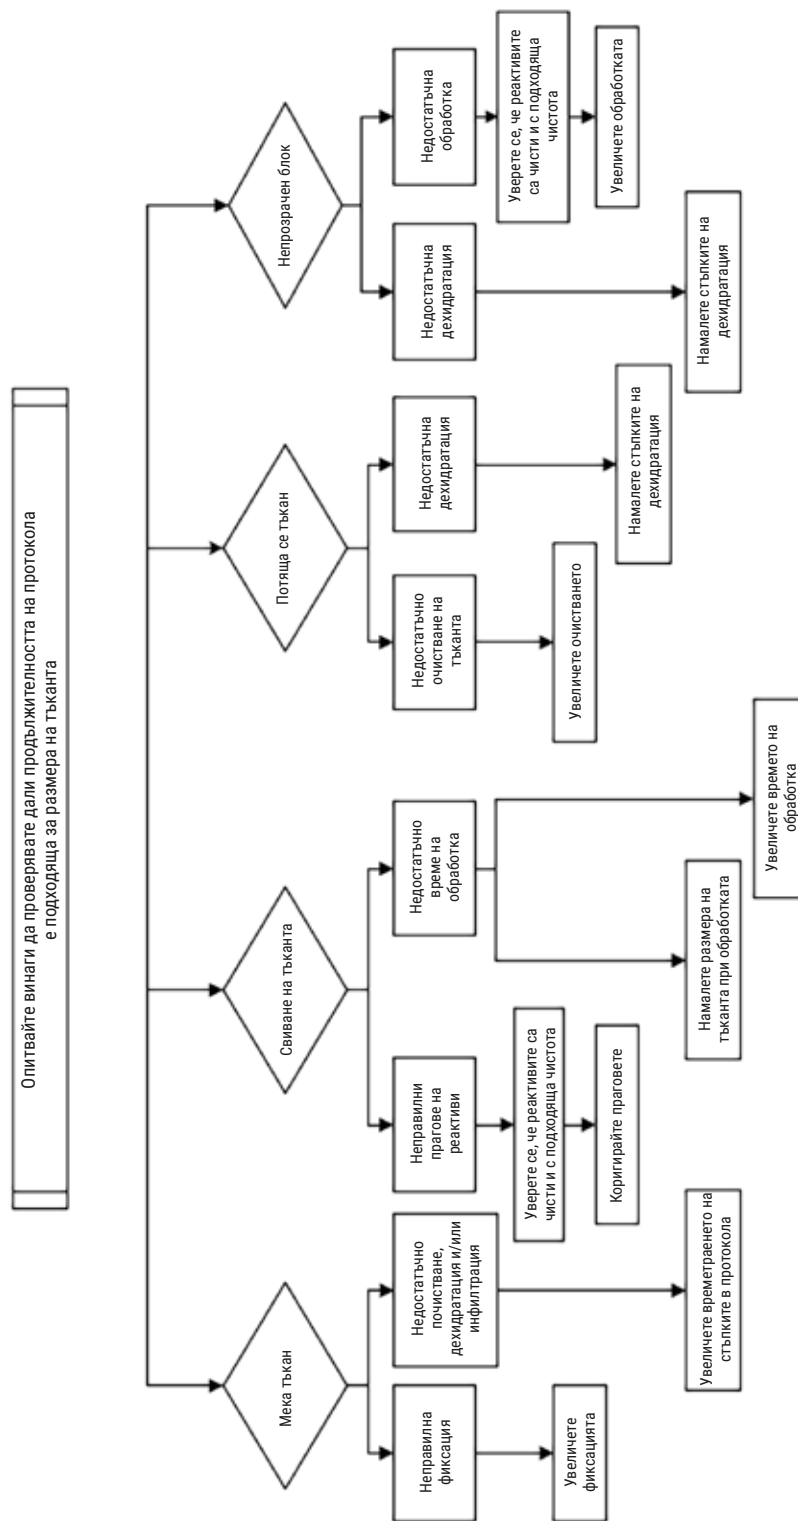 Опитвайте винаги да проверявате дали продължителността на протокола
е подходяща за размера на тъканта
Мека тъкан
Неправилна
фиксация
Увеличете
фиксацията
Недостатъчно
почистване,
дехидратация и/или
инфилтрация
Увеличете времетраенето на
стъпките в протокола
Свиване на тъканта
Неправилни
прагове на
реактиви
Уверете се, че реактивите са
чисти и с подходяща чистота
Коригирайте праговете
Недостатъчно
време на
обработка
Намалете размера на
тъканта при обработката
Увеличете времето на
обработка
Потяща се тъкан
Недостатъчно
очистване на
тъканта
Увеличете очистването
Недостатъчна
дехидратация
Намалете стъпките на
дехидратация
Непрозрачен блок
Недостатъчна
дехидратация
Намалете стъпките на
дехидратация
Недостатъчна
обработка
Уверете се, че реактивите
са чисти и с подходяща
чистота
Увеличете обработката